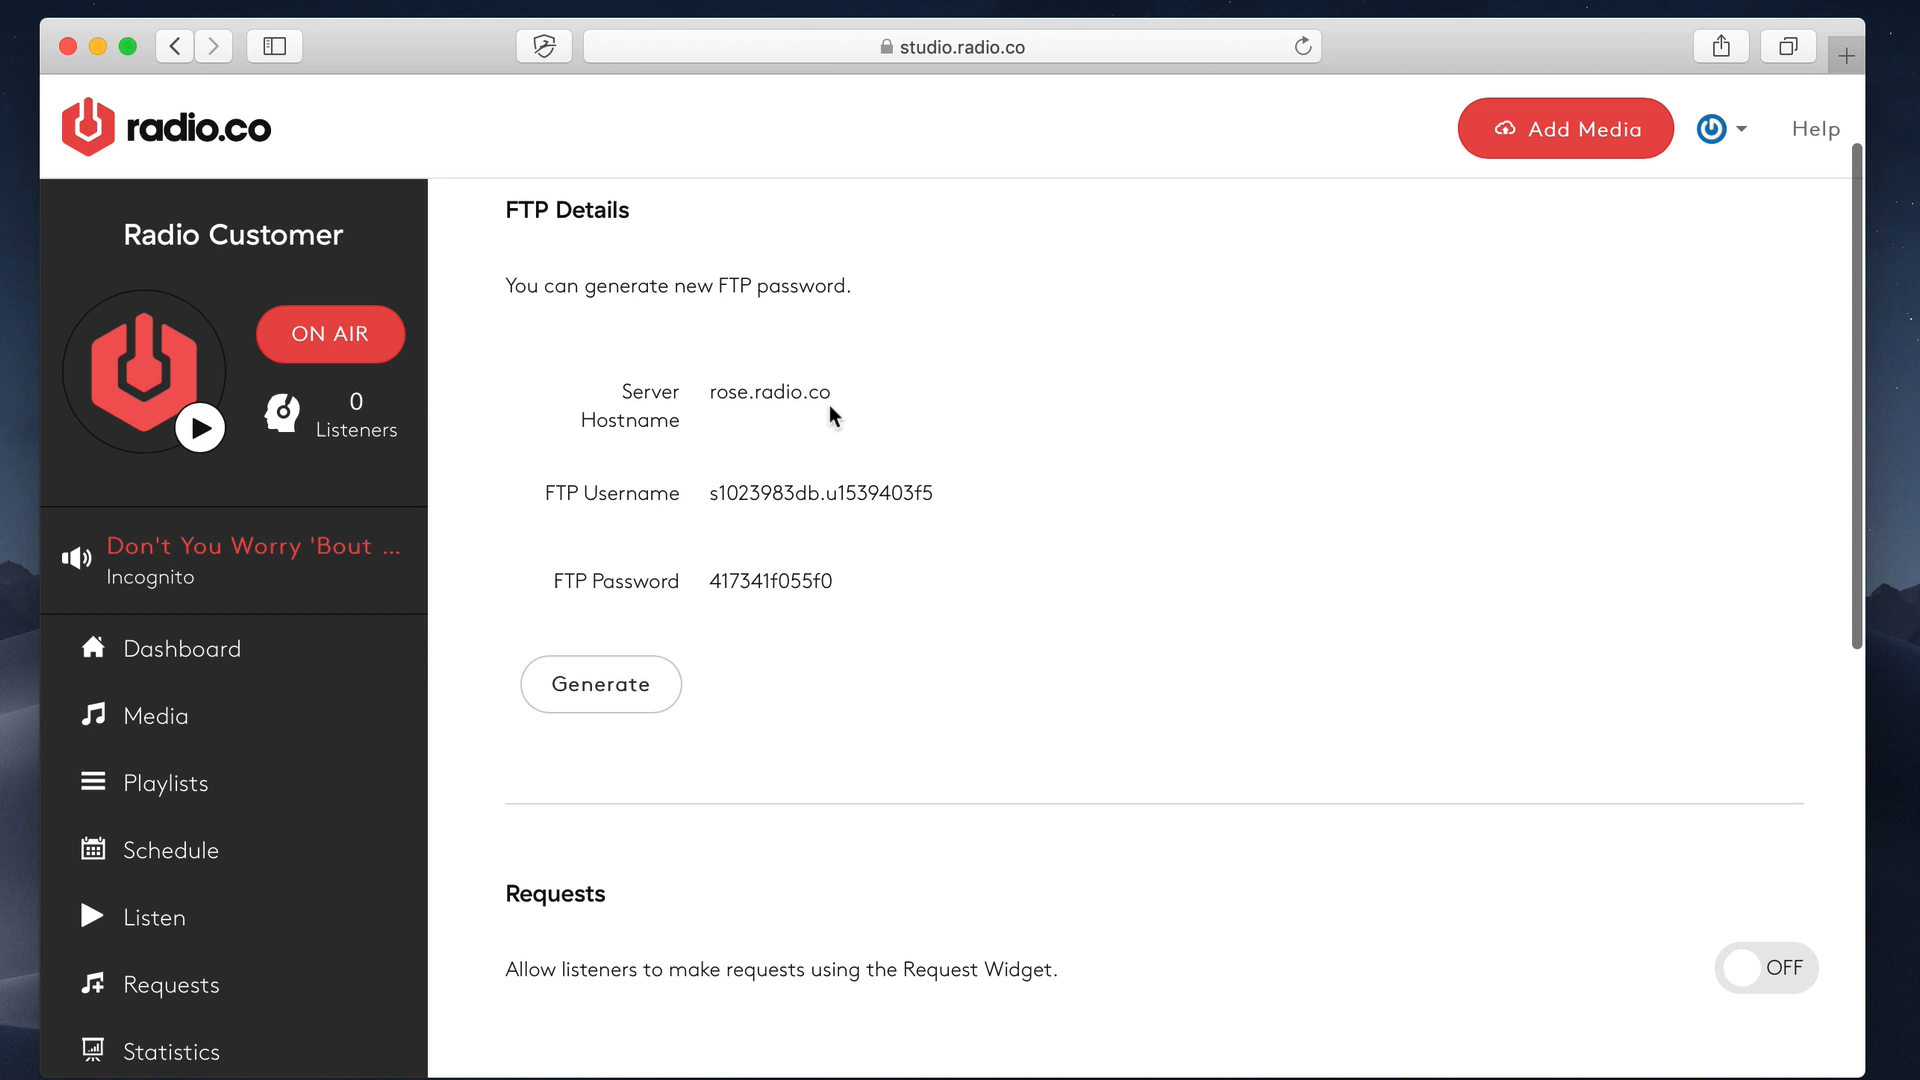 studio.radio.co
radio.co
Add Media
Help
Radio Customer
ON AIR
0
Listeners
Don't You Worry 'Bout ...
Incognito
Dashboard
Media
Playlists
Schedule
Listen
Requests
Statistics
FTP Details
You can generate new FTP password.
Server
Hostname
rose.radio.co
FTP Username
s1023983db.u1539403f5
FTP Password
417341f055f0
Generate
Requests
Allow listeners to make requests using the Request Widget.
OFF